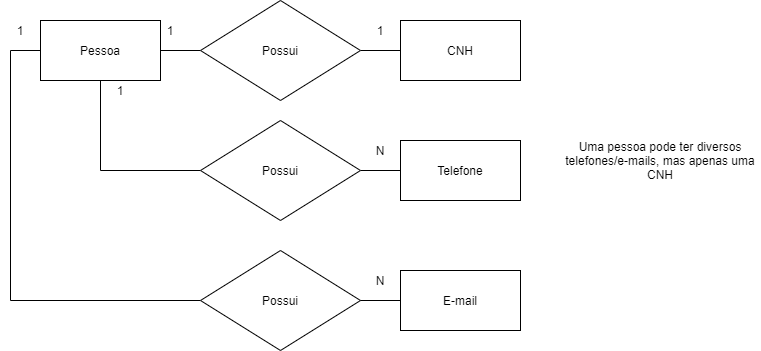 1
1
1
Pessoa
Possui
CNH
1
N
Possui
Telefone
Uma pessoa pode ter diversos
telefones/e-mails, mas apenas uma
CNH
N
Possui
E-mail